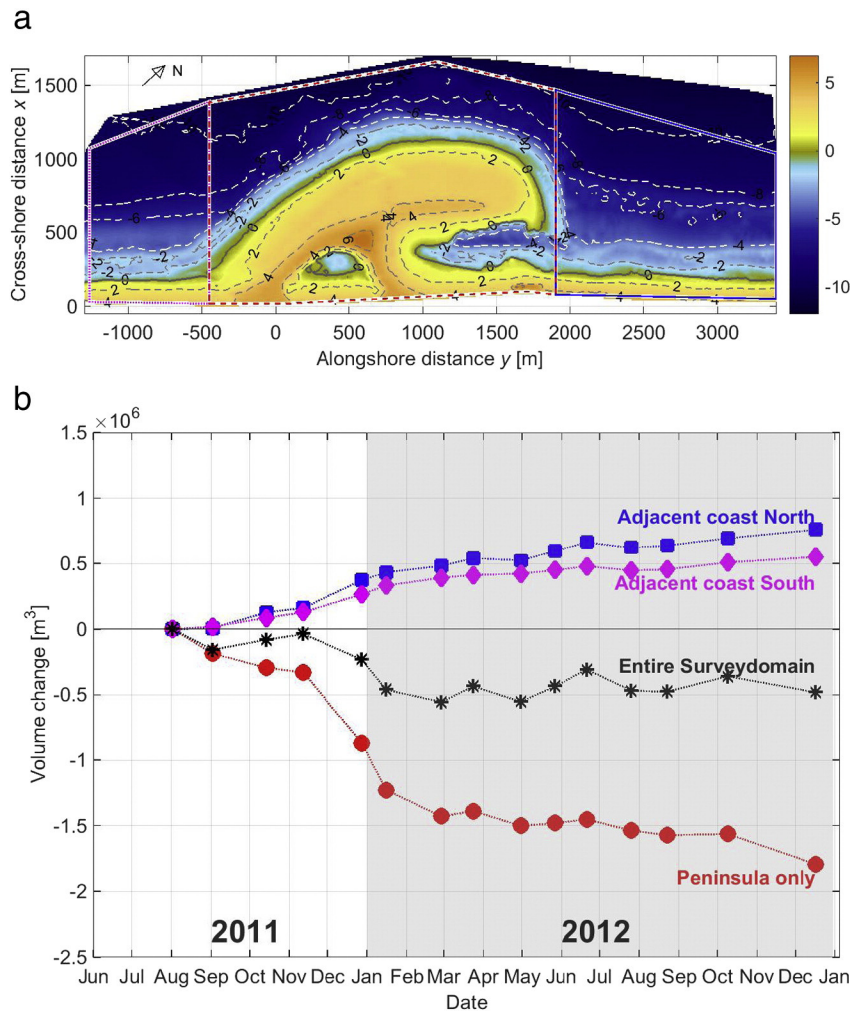 a
N
Cross-shore distance x [m]
1500
1000
500
0
-1000 -500 0 500 1000 1500 2000 2500 3000
Alongshore distance y [m]
5
0
-5
-10
b
×10⁶
Volume change [m³]
1.5
1
0.5
0
-0.5
-1
-1.5
-2
-2.5
Adjacent coast North
Adjacent coast South
Entire Surveydomain
Peninsula only
2011 2012
Jun Jul Aug Sep Oct Nov Dec Jan Feb Mar Apr May Jun Jul Aug Sep Oct Nov Dec Jan
Date